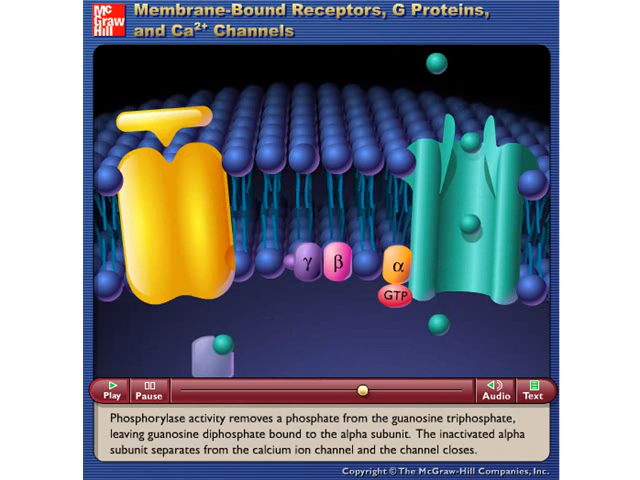 Mc
Graw
Hill
Membrane-Bound Receptors, G Proteins,
and Ca²⁺ Channels
γ β α
GTP
Play Pause Audio Text
Phosphorylase activity removes a phosphate from the guanosine triphosphate,
leaving guanosine diphosphate bound to the alpha subunit. The inactivated alpha
subunit separates from the calcium ion channel and the channel closes.
Copyright © The McGraw-Hill Companies, Inc.